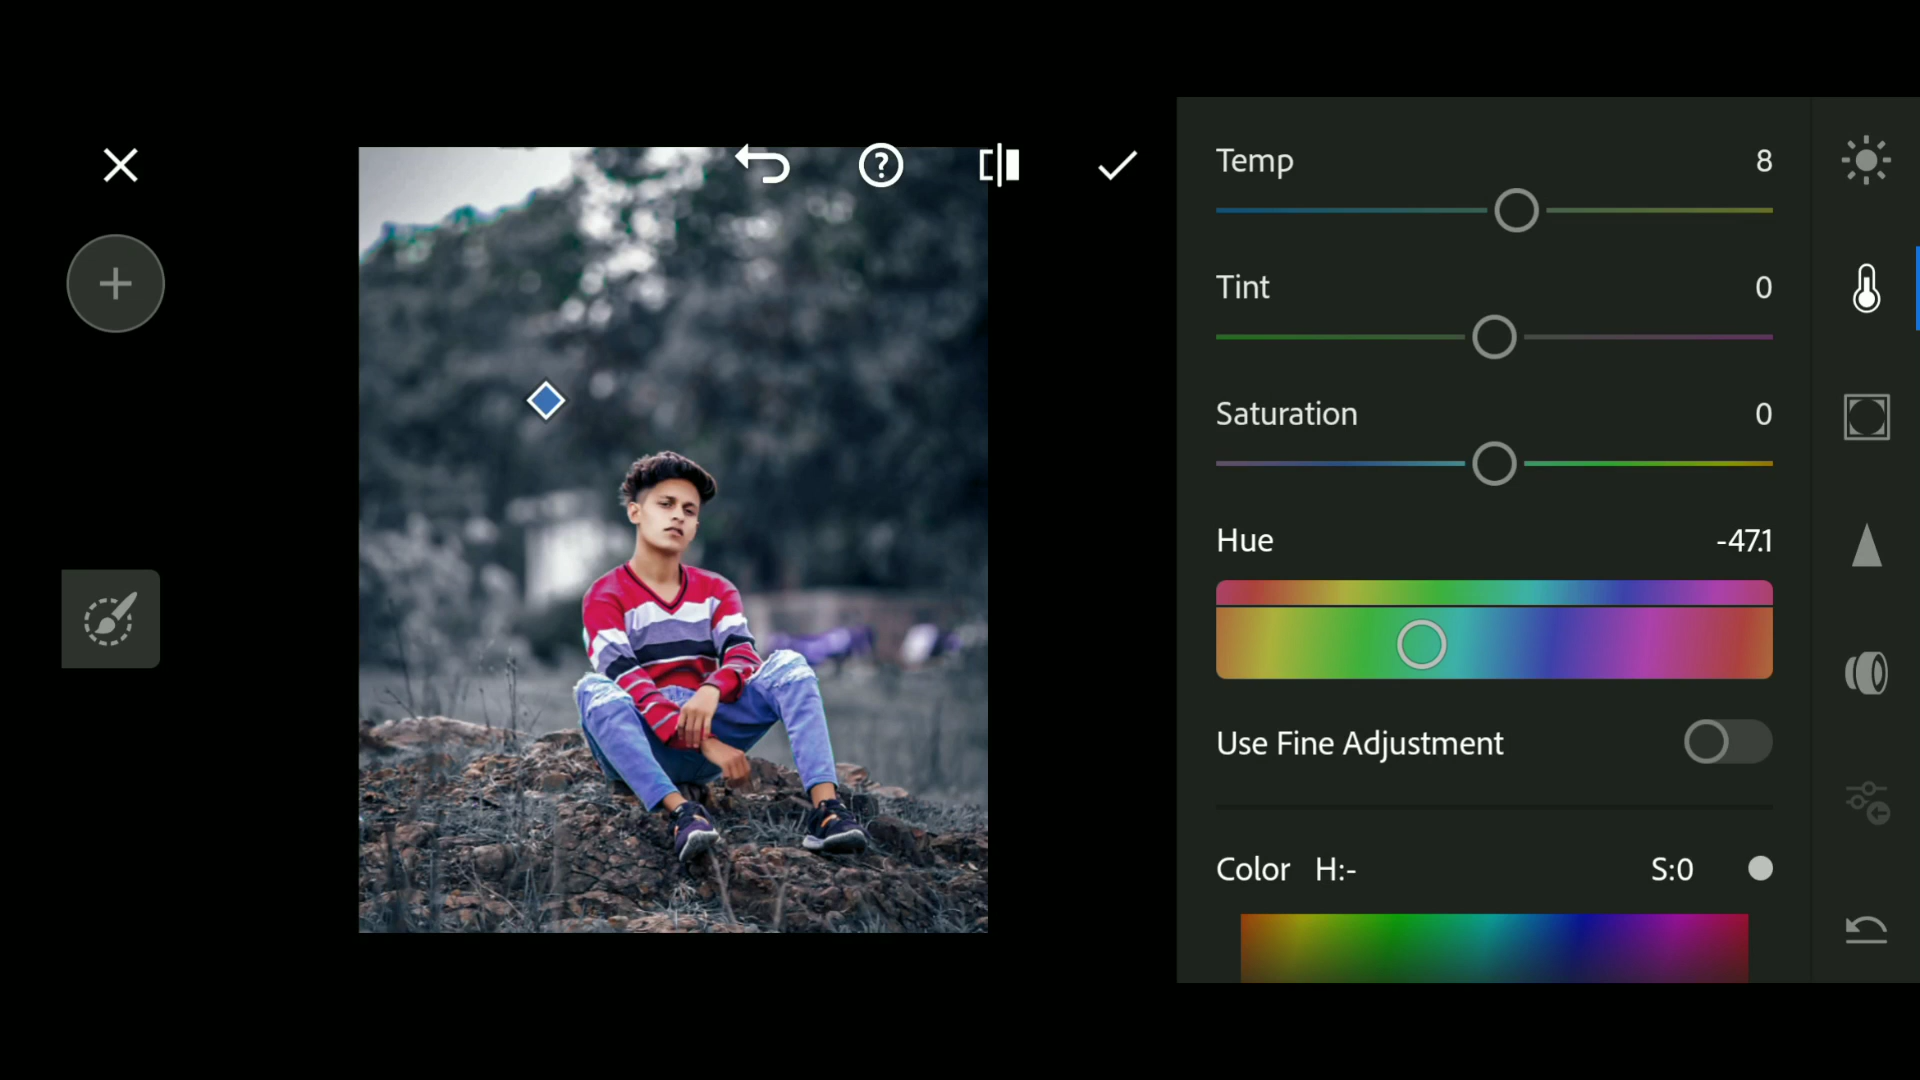 Temp 8
Tint 0
Saturation 0
Hue -47.1
Use Fine Adjustment
Color H:- S:0